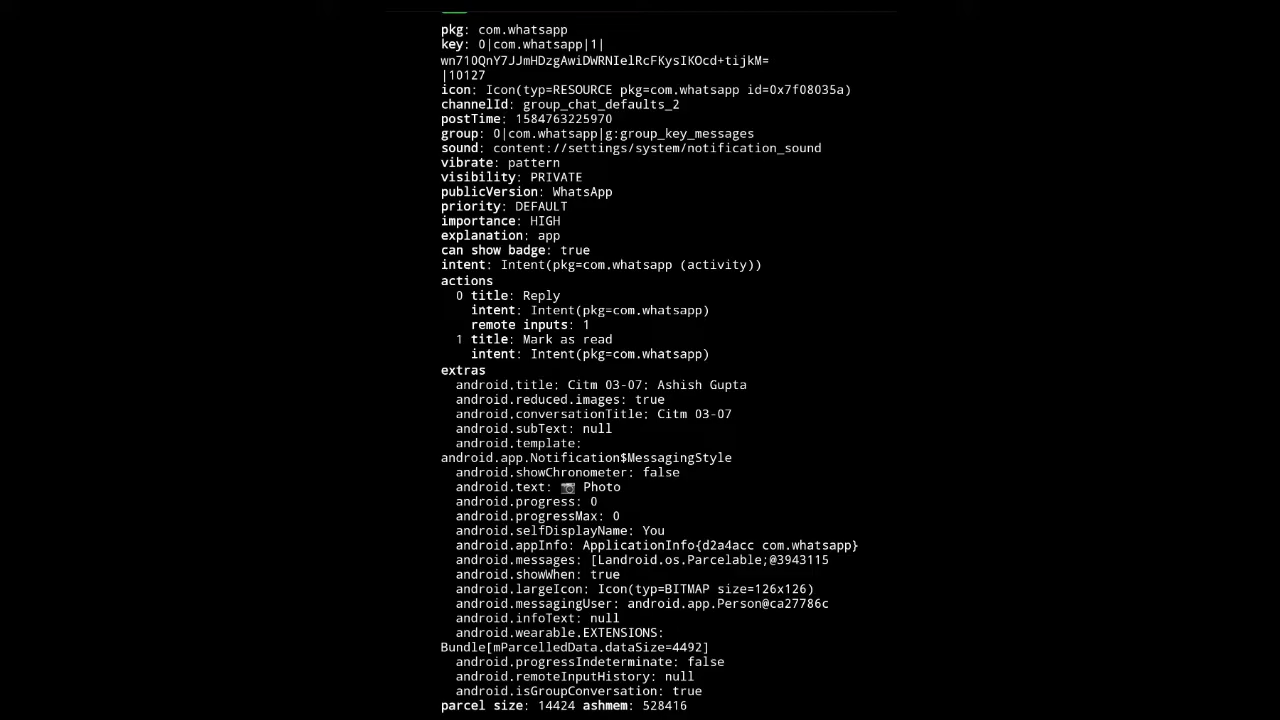 pkg: com.whatsapp
key: 0|com.whatsapp|1|
wn710QnY7JJmHDzgAwiDWRNIelRcFKysIKOcd+tijkM=
|10127
icon: Icon(typ=RESOURCE pkg=com.whatsapp id=0x7f08035a)
channelId: group_chat_defaults_2
postTime: 1584763225970
group: 0|com.whatsapp|g:group_key_messages
sound: content://settings/system/notification_sound
vibrate: pattern
visibility: PRIVATE
publicVersion: WhatsApp
priority: DEFAULT
importance: HIGH
explanation: app
can show badge: true
intent: Intent(pkg=com.whatsapp (activity))
actions
0 title: Reply
intent: Intent(pkg=com.whatsapp)
remote inputs: 1
1 title: Mark as read
intent: Intent(pkg=com.whatsapp)
extras
android.title: Citm 03-07: Ashish Gupta
android.reduced.images: true
android.conversationTitle: Citm 03-07
android.subText: null
android.template:
android.app.Notification$MessagingStyle
android.showChronometer: false
android.text: 📷 Photo
android.progress: 0
android.progressMax: 0
android.selfDisplayName: You
android.appInfo: ApplicationInfo{d2a4acc com.whatsapp}
android.messages: [Landroid.os.Parcelable;@3943115
android.showWhen: true
android.largeIcon: Icon(typ=BITMAP size=126x126)
android.messagingUser: android.app.Person@ca27786c
android.infoText: null
android.wearable.EXTENSIONS:
Bundle[mParcelledData.dataSize=4492]
android.progressIndeterminate: false
android.remoteInputHistory: null
android.isGroupConversation: true
parcel size: 14424 ashmem: 528416